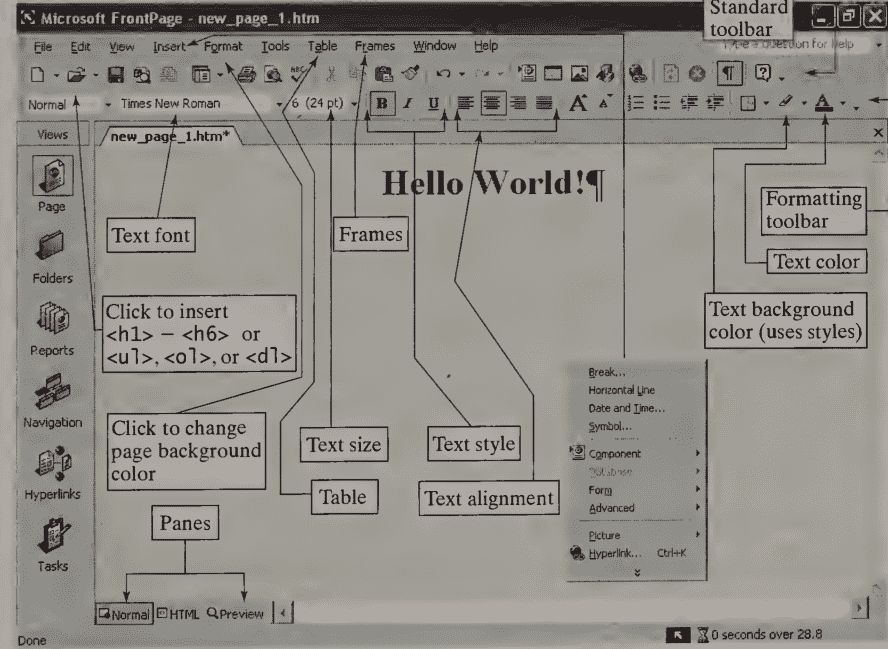 Microsoft FrontPage - new_page_1.htm
Standard
toolbar
File Edit View Insert Format Tools Table Frames Window Help
Type a question for help
Normal Times New Roman 6 (24 pt) B I U A A A
Views
new_page_1.htm*
Hello World!¶
Page
Folders
Reports
Navigation
Hyperlinks
Tasks
Text font
Frames
Formatting
toolbar
Text color
Text background
color (uses styles)
Click to insert
<h1> – <h6> or
<ul>, <ol>, or <dl>
Click to change
page background
color
Text size
Text style
Table
Text alignment
Panes
Break...
Horizontal Line
Date and Time...
Symbol...
Component
Database
Form
Advanced
Picture
Hyperlink... Ctrl+K
Normal HTML Preview
Done
0 seconds over 28.8